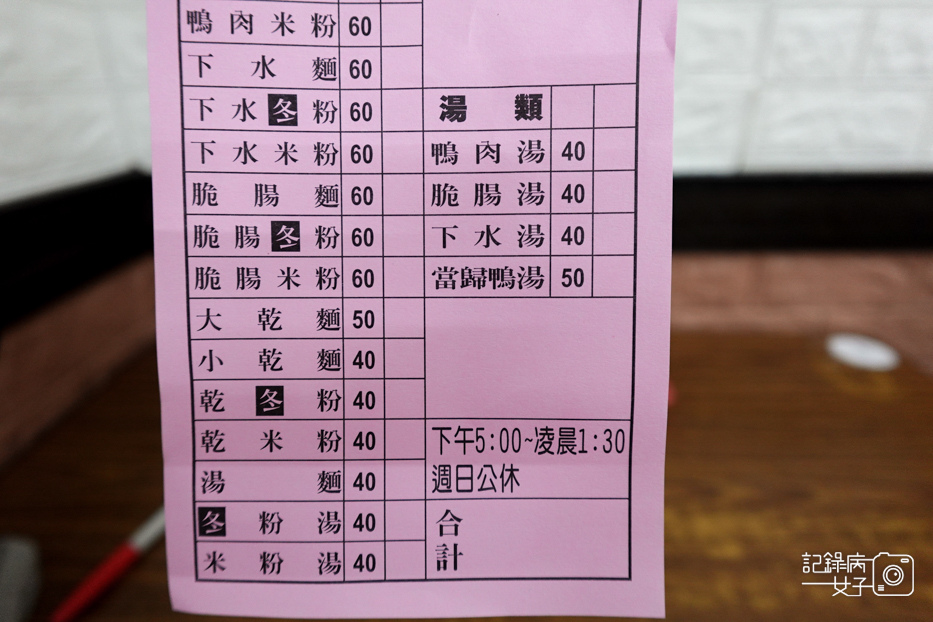 鴨肉米粉 60
下水麵 60
下水冬粉 60
下水米粉 60
脆腸麵 60
脆腸冬粉 60
脆腸米粉 60
大乾麵 50
小乾麵 40
乾冬粉 40
乾米粉 40
湯麵 40
冬粉湯 40
米粉湯 40
湯類
鴨肉湯 40
脆腸湯 40
下水湯 40
當歸鴨湯 50
下午5:00~凌晨1:30
週日公休
合計
記錄病女子